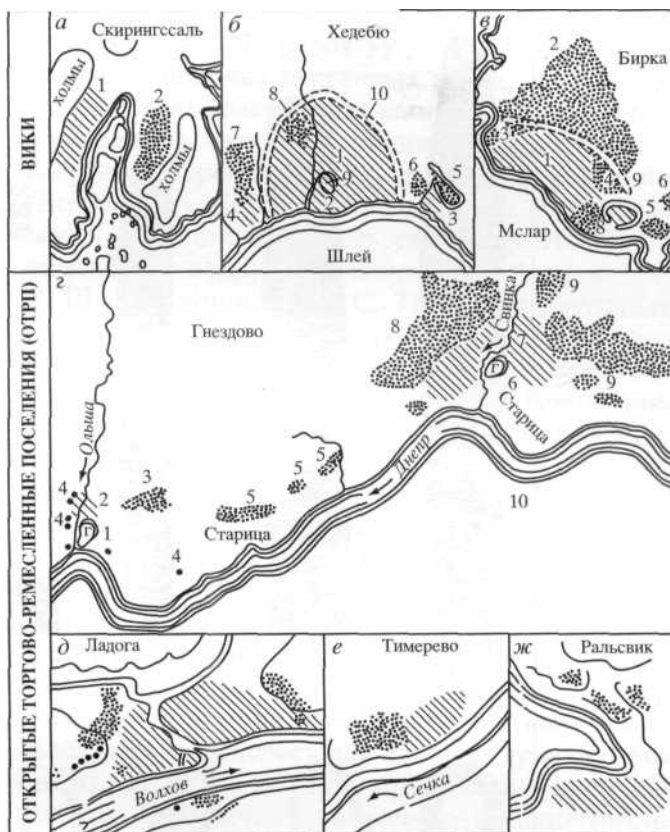 ВИКИ
а
Скирингссаль
холмы
1
2
холмы
б
Хедебю
8
10
7
1
9
6
5
4
2
3
Шлей
в
2
Бирка
3
1
4
9
6
5
8
Мслар
ОТКРЫТЫЕ ТОРГОВО-РЕМЕСЛЕННЫЕ ПОСЕЛЕНИЯ (ОТРП)
г
Гнездово
8
Свинка
9
7
Г
6
9
Старица
Ольша
Днепр
10
4
2
3
5
5
5
4
Г
1
Старица
4
д
Ладога
Волхов
е
Тимерево
Сечка
ж
Ральсвик